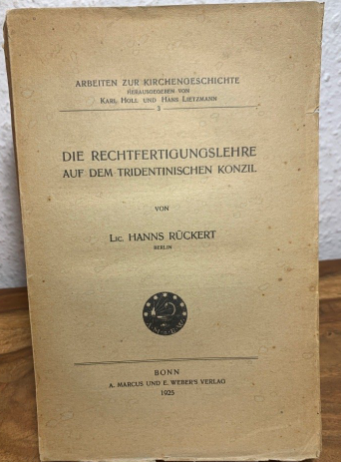 ARBEITEN ZUR KIRCHENGESCHICHTE
HERAUSGEGEBEN VON
KARL HOLL UND HANS LIETZMANN
3
DIE RECHTFERTIGUNGSLEHRE
AUF DEM TRIDENTINISCHEN KONZIL
VON
LIC. HANNS RÜCKERT
BERLIN
BONN
A. MARCUS UND E. WEBER'S VERLAG
1925